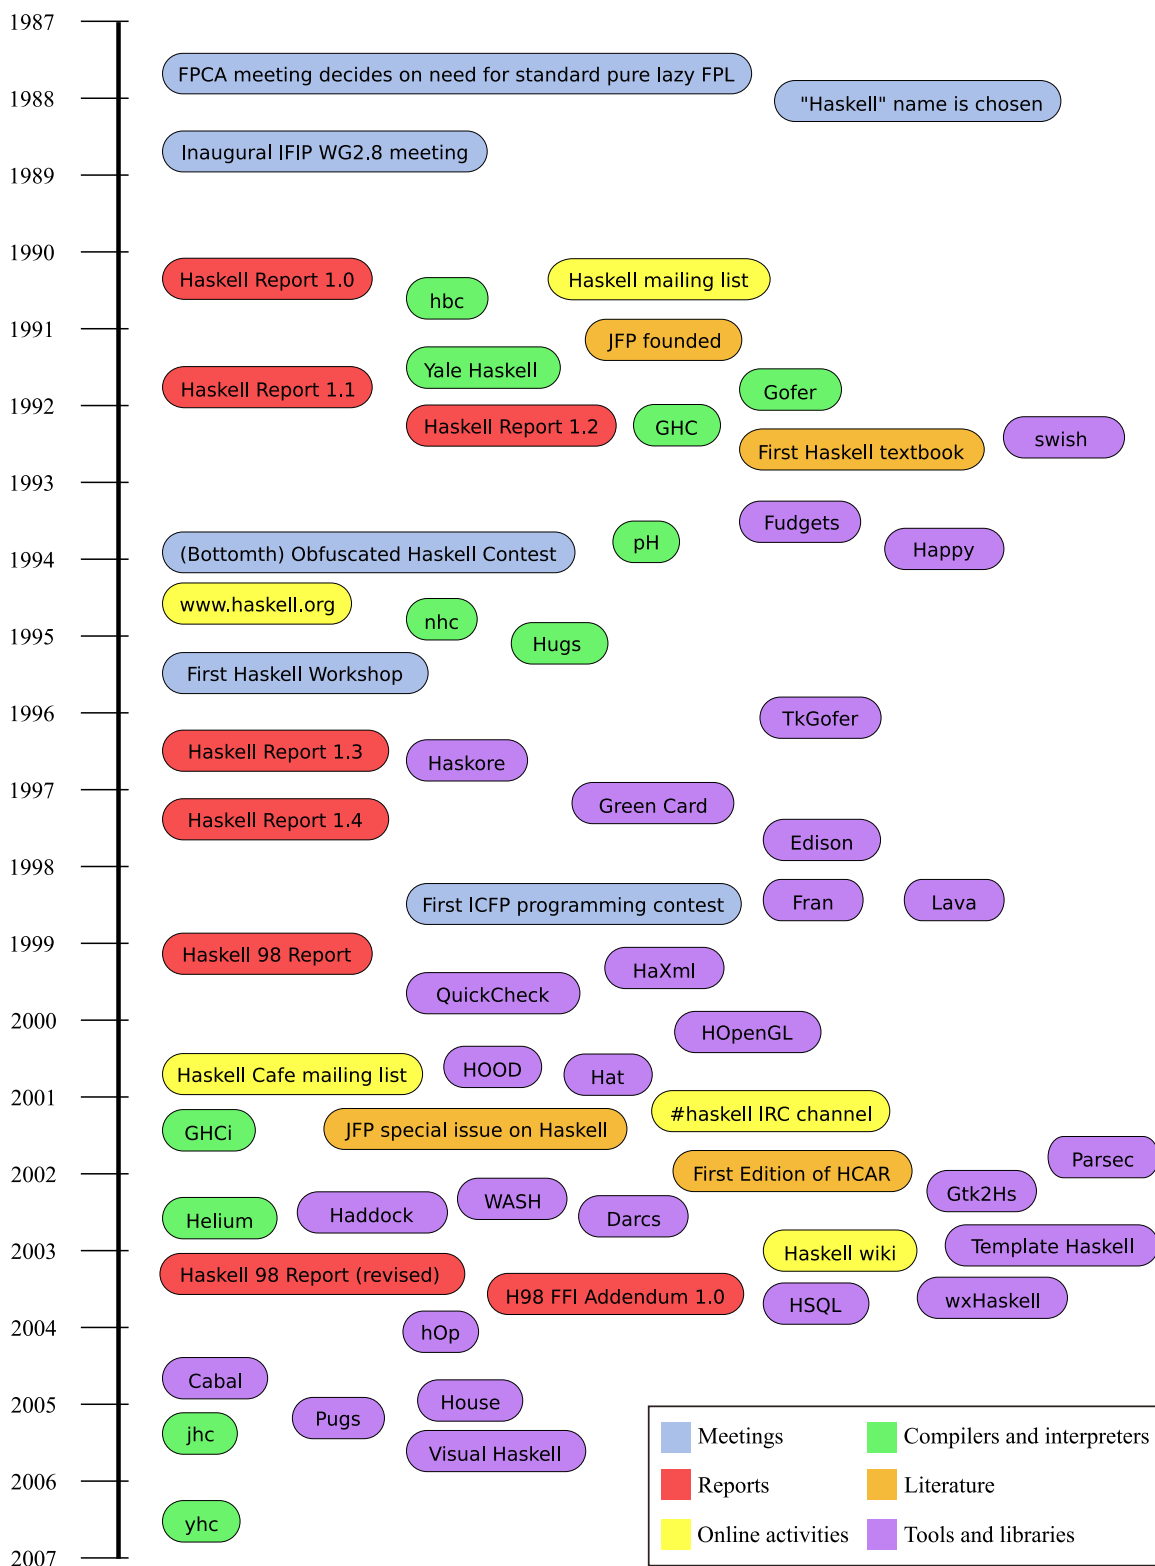 1987
FPCA meeting decides on need for standard pure lazy FPL
1988
"Haskell" name is chosen
Inaugural IFIP WG2.8 meeting
1989
1990
Haskell Report 1.0
Haskell mailing list
hbc
1991
JFP founded
Yale Haskell
Haskell Report 1.1
Gofer
1992
Haskell Report 1.2
GHC
swish
First Haskell textbook
1993
Fudgets
pH
Happy
(Bottomth) Obfuscated Haskell Contest
1994
www.haskell.org
nhc
1995
Hugs
First Haskell Workshop
1996
TkGofer
Haskell Report 1.3
Haskore
1997
Green Card
Haskell Report 1.4
Edison
1998
First ICFP programming contest
Fran
Lava
1999
Haskell 98 Report
HaXml
QuickCheck
2000
HOpenGL
Haskell Cafe mailing list
HOOD
Hat
2001
#haskell IRC channel
GHCi
JFP special issue on Haskell
Parsec
2002
First Edition of HCAR
Gtk2Hs
Helium
Haddock
WASH
Darcs
2003
Haskell wiki
Template Haskell
Haskell 98 Report (revised)
H98 FFI Addendum 1.0
HSQL
wxHaskell
2004
hOp
Cabal
2005
House
Pugs
jhc
Visual Haskell
2006
yhc
2007
Meetings
Compilers and interpreters
Reports
Literature
Online activities
Tools and libraries